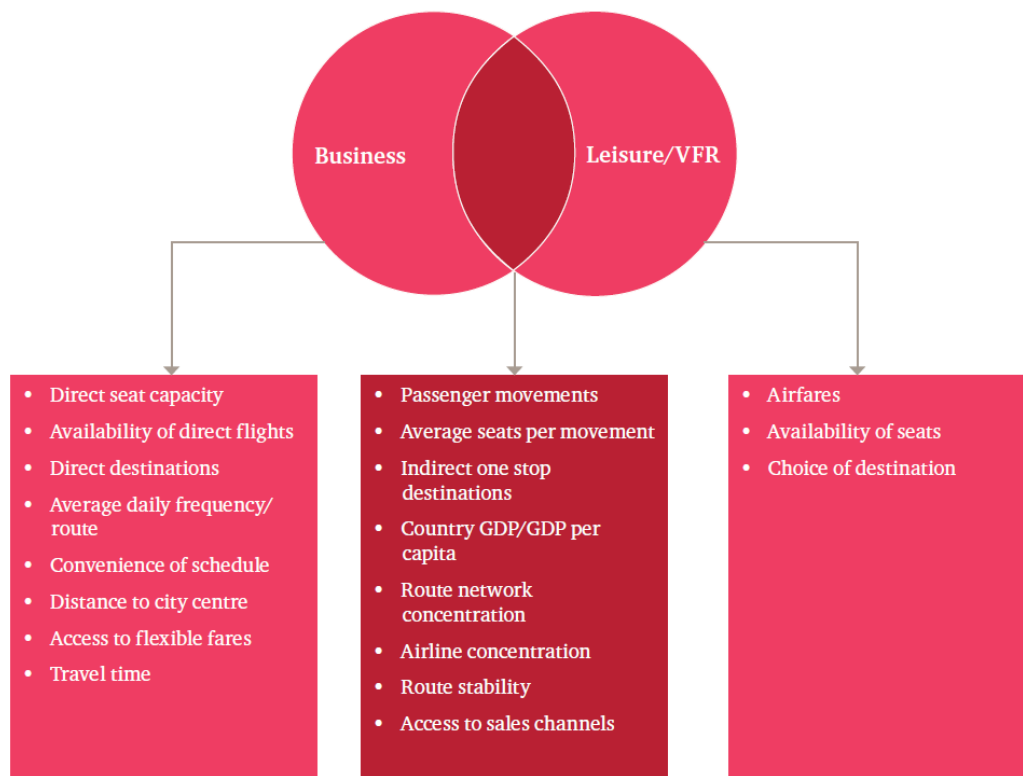 Business
Leisure/VFR
• Direct seat capacity
• Availability of direct flights
• Direct destinations
• Average daily frequency/
route
• Convenience of schedule
• Distance to city centre
• Access to flexible fares
• Travel time
• Passenger movements
• Average seats per movement
• Indirect one stop
destinations
• Country GDP/GDP per
capita
• Route network
concentration
• Airline concentration
• Route stability
• Access to sales channels
• Airfares
• Availability of seats
• Choice of destination